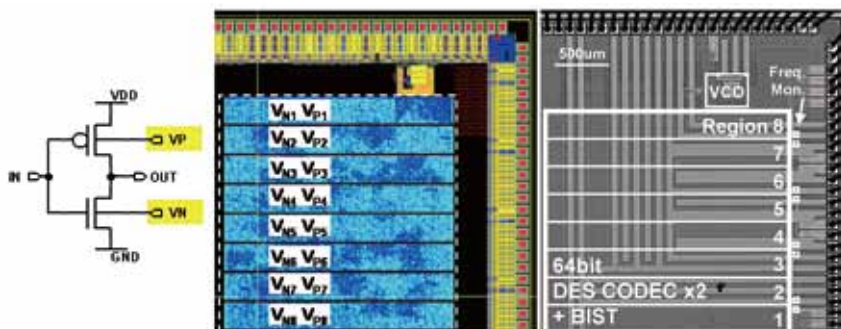 VDD
VP
IN
OUT
VN
GND
VN1 VP1
VN2 VP2
VN3 VP3
VN4 VP4
VN5 VP5
VN6 VP6
VN7 VP7
VN8 VP8
500um
VCO
Freq.
Mon.
Region 8
7
6
5
4
64bit 3
DES CODEC x2 2
+ BIST 1